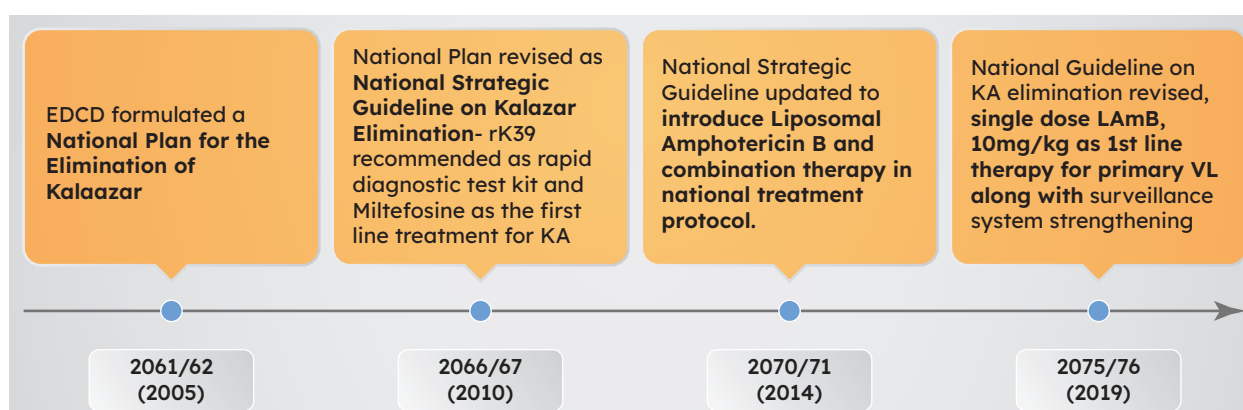 EDCD formulated a
National Plan for the
Elimination of
Kalaazar
National Plan revised as
National Strategic
Guideline on Kalazar
Elimination- rK39
recommended as rapid
diagnostic test kit and
Miltefosine as the first
line treatment for KA
National Strategic
Guideline updated to
introduce Liposomal
Amphotericin B and
combination therapy in
national treatment
protocol.
National Guideline on
KA elimination revised,
single dose LAmB,
10mg/kg as 1st line
therapy for primary VL
along with surveillance
system strengthening
2061/62
(2005)
2066/67
(2010)
2070/71
(2014)
2075/76
(2019)